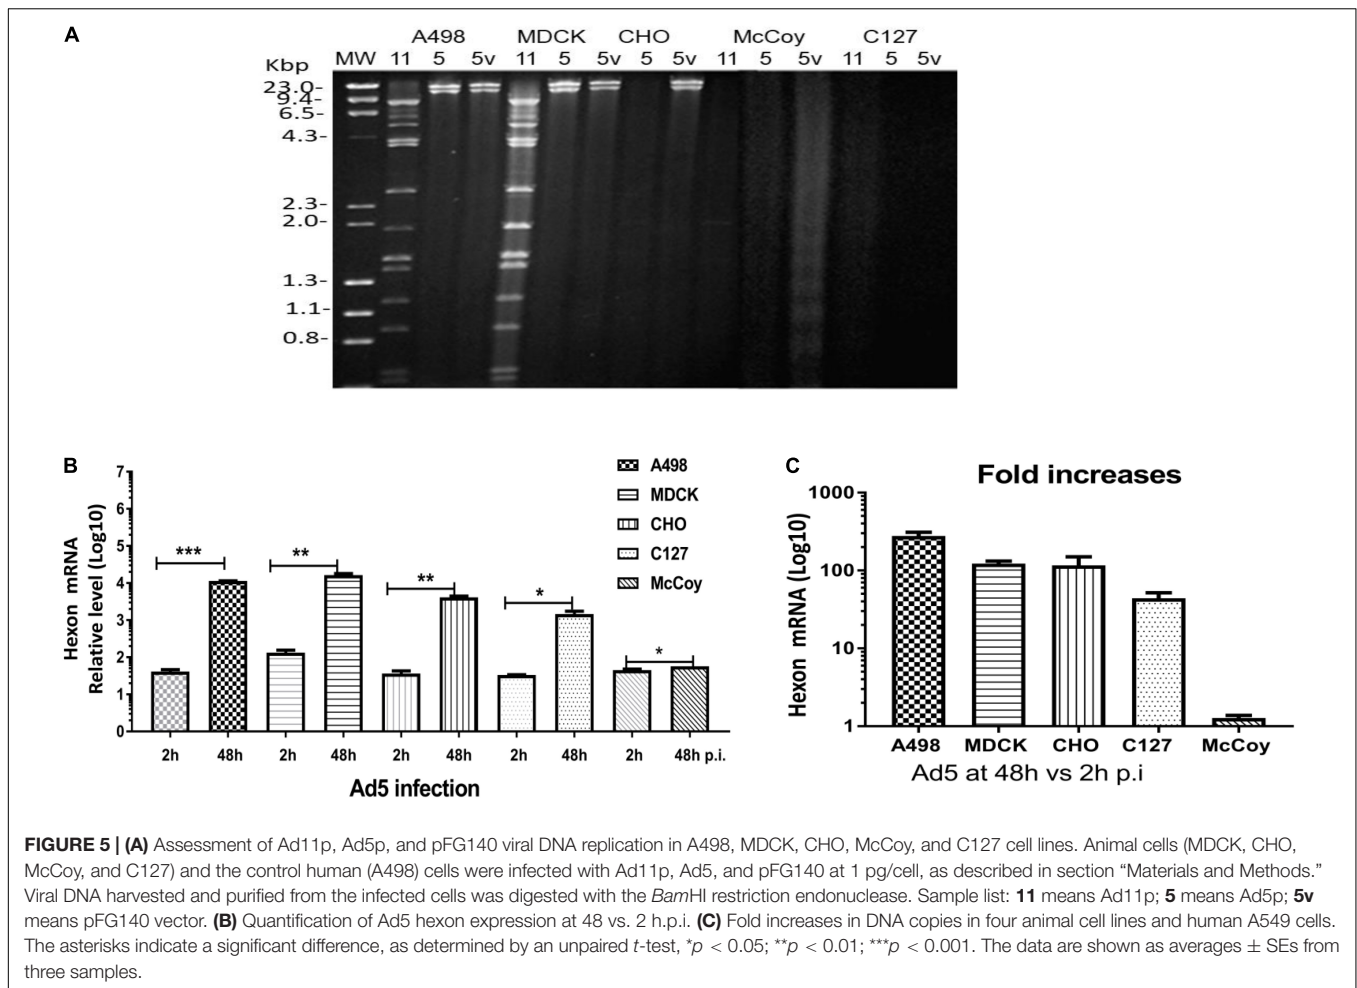 A
A498 MDCK CHO McCoy C127
Kbp MW 11 5 5v 11 5 5v 5 5v 11 5 5v 11 5 5v
23.0-
9.4-
6.5-
4.3-
2.3-
2.0-
1.3-
1.1-
0.8-
B
Hexon mRNA
Relative level (Log10)
7
6
5
4
3
2
1
0
*** ** ** * *
A498
MDCK
CHO
C127
McCoy
2h 48h 2h 48h 2h 48h 2h 48h 2h 48h p.i.
Ad5 infection
C
Fold increases
Hexon mRNA (Log10)
1000
100
10
1
A498 MDCK CHO C127 McCoy
Ad5 at 48h vs 2h p.i
FIGURE 5 | (A) Assessment of Ad11p, Ad5p, and pFG140 viral DNA replication in A498, MDCK, CHO, McCoy, and C127 cell lines. Animal cells (MDCK, CHO,
McCoy, and C127) and the control human (A498) cells were infected with Ad11p, Ad5, and pFG140 at 1 pg/cell, as described in section “Materials and Methods.”
Viral DNA harvested and purified from the infected cells was digested with the BamHI restriction endonuclease. Sample list: 11 means Ad11p; 5 means Ad5p; 5v
means pFG140 vector. (B) Quantification of Ad5 hexon expression at 48 vs. 2 h.p.i. (C) Fold increases in DNA copies in four animal cell lines and human A549 cells.
The asterisks indicate a significant difference, as determined by an unpaired t-test, *p < 0.05; **p < 0.01; ***p < 0.001. The data are shown as averages ± SEs from
three samples.